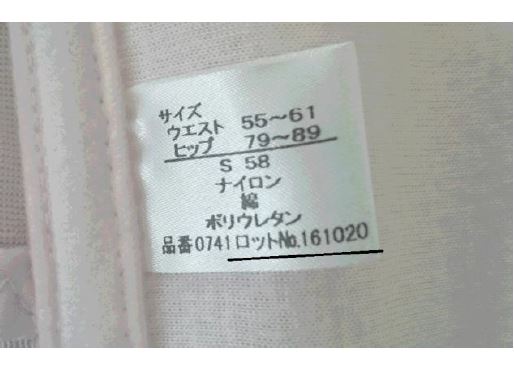 サイズ
ウエスト 55〜61
ヒップ 79〜89
S 58
ナイロン
綿
ポリウレタン
品番0741ロットNo.161020